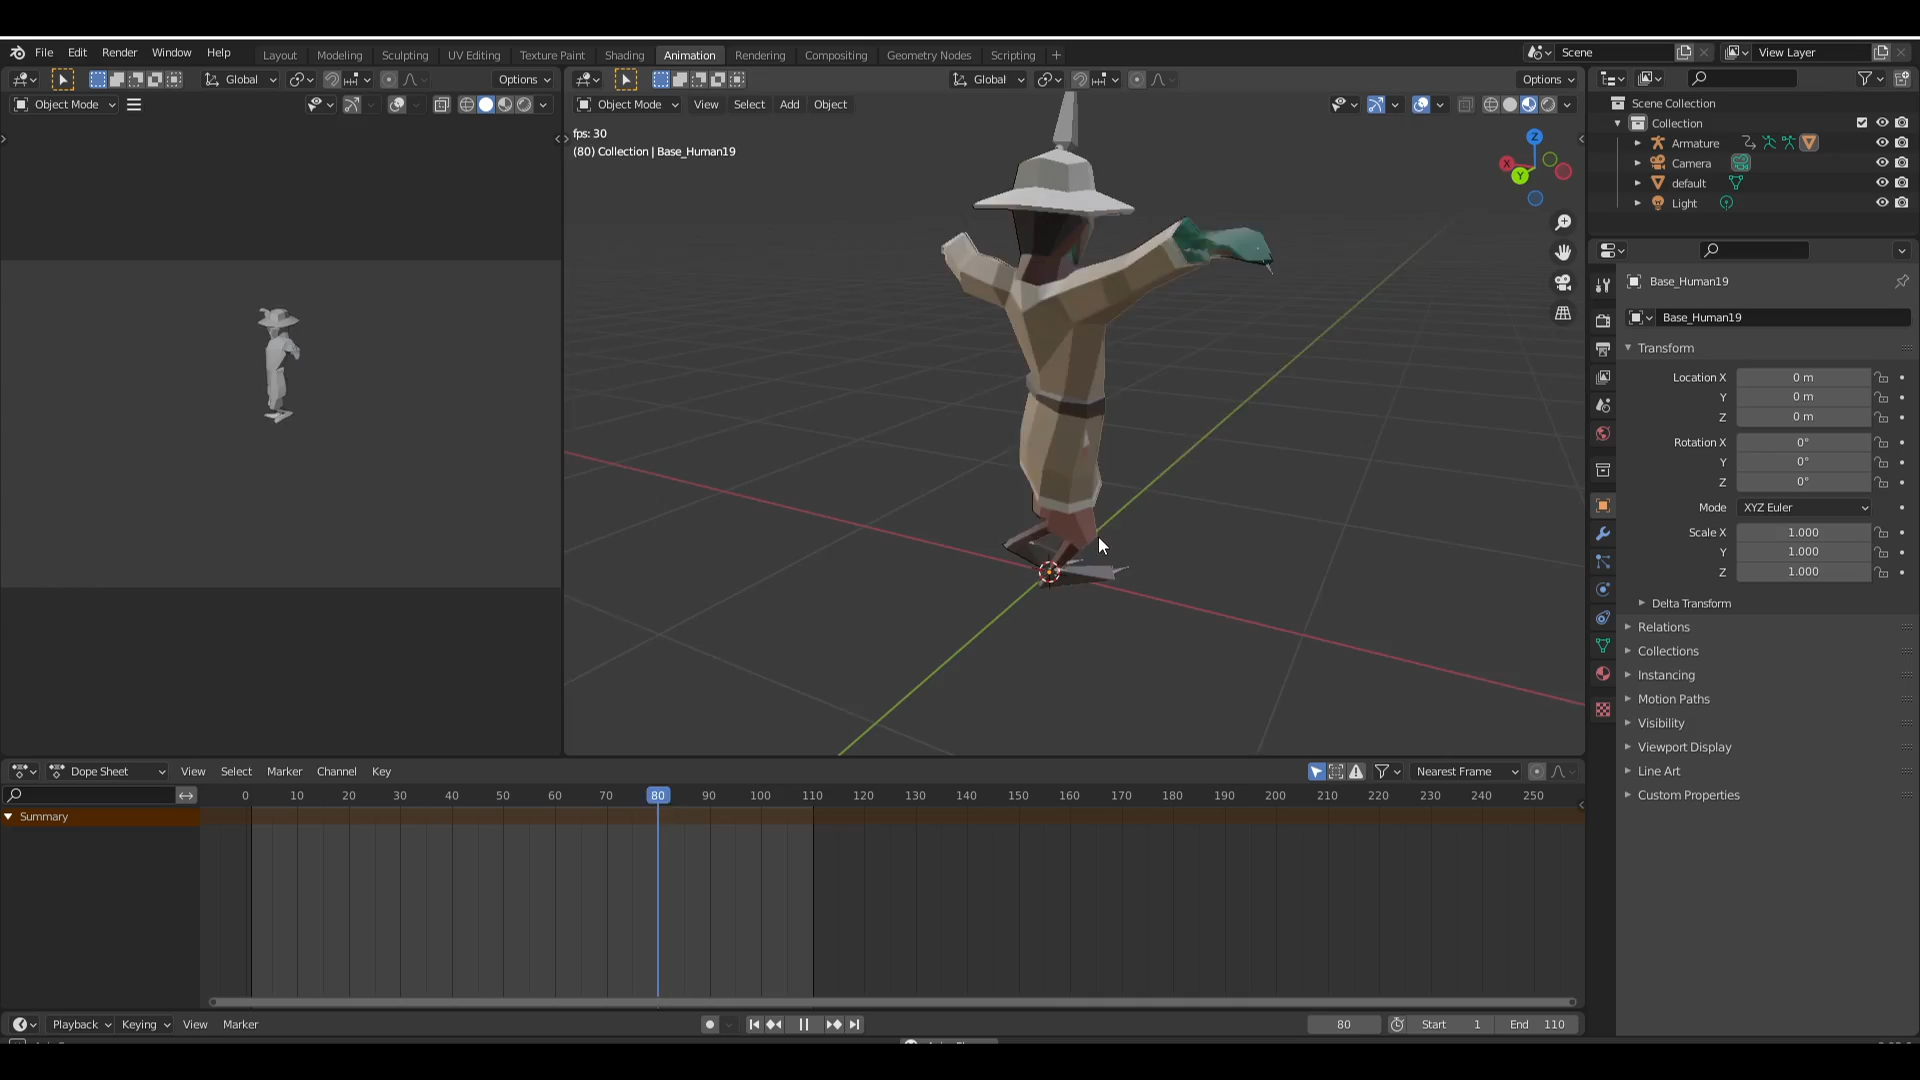 File Edit Render Window Help
Layout Modeling Sculpting UV Editing Texture Paint Shading Animation Rendering Compositing Geometry Nodes Scripting +
Scene
View Layer
Global
Options
Global
Options
Object Mode
Object Mode View Select Add Object
fps: 30
(80) Collection | Base_Human19
Z
X
Y
Scene Collection
Collection
Armature
Camera
default
Light
Base_Human19
Base_Human19
Transform
Location X 0 m
Y 0 m
Z 0 m
Rotation X 0°
Y 0°
Z 0°
Mode XYZ Euler
Scale X 1.000
Y 1.000
Z 1.000
Delta Transform
Relations
Collections
Instancing
Motion Paths
Visibility
Viewport Display
Line Art
Custom Properties
Dope Sheet View Select Marker Channel Key
Nearest Frame
0 10 20 30 40 50 60 70 80 90 100 110 120 130 140 150 160 170 180 190 200 210 220 230 240 250
Summary
Playback Keying View Marker
80
Start 1
End 110